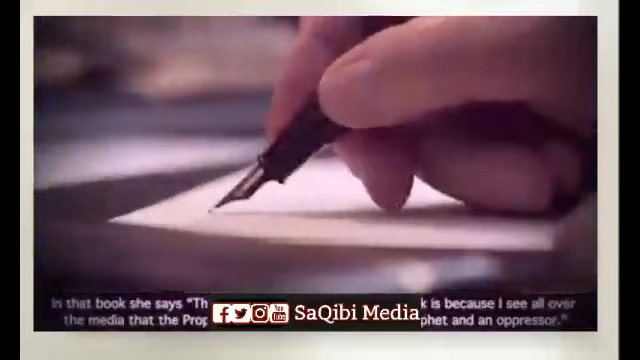 In that book she says "Th
k is because I see all over
SaQibi Media
the media that the Prop
phet and an oppressor."